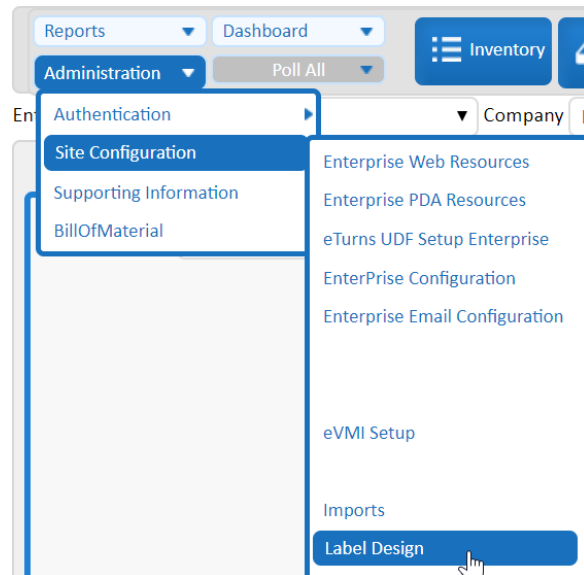 Reports
Dashboard
Inventory
Administration
Poll All
Company
Authentication
Site Configuration
Supporting Information
BillOfMaterial
Enterprise Web Resources
Enterprise PDA Resources
eTurns UDF Setup Enterprise
EnterPrise Configuration
Enterprise Email Configuration
eVMI Setup
Imports
Label Design